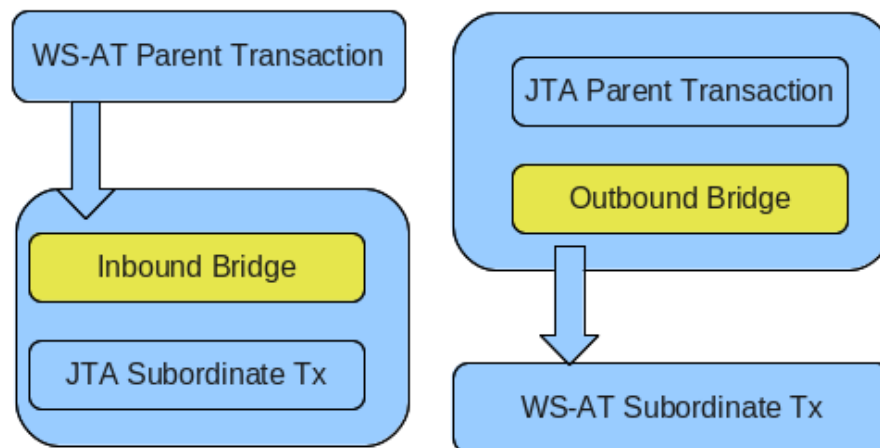 WS-AT Parent Transaction
Inbound Bridge
JTA Subordinate Tx
JTA Parent Transaction
Outbound Bridge
WS-AT Subordinate Tx